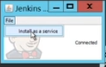 Jenkins ...
File
Install as a service
Connected